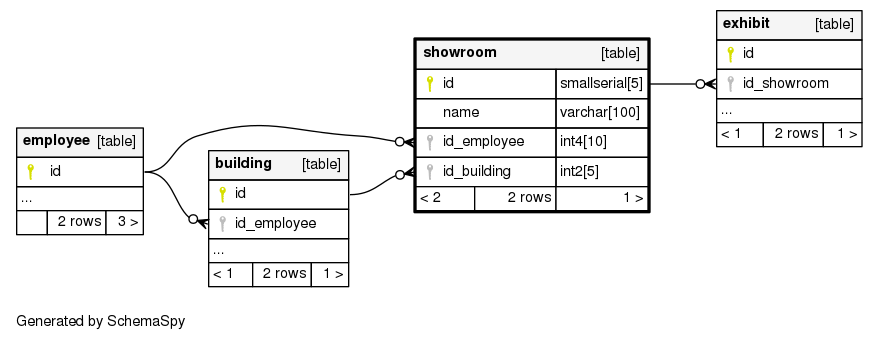 exhibit [table]
id
id_showroom
...
< 1 2 rows 1 >
showroom [table]
id smallserial[5]
name varchar[100]
id_employee int4[10]
id_building int2[5]
< 2 2 rows 1 >
employee [table]
id
...
2 rows 3 >
building [table]
id
id_employee
...
< 1 2 rows 1 >
Generated by SchemaSpy